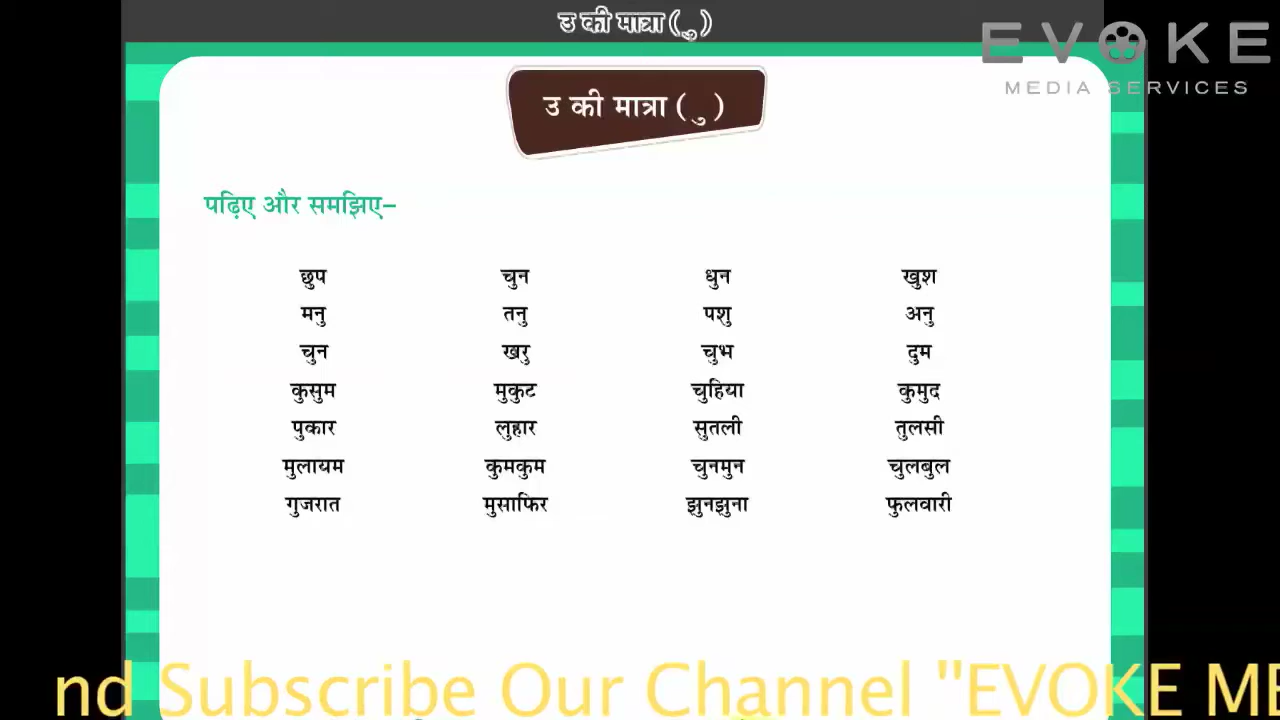 उ की मात्रा (ु)
EVOKE
MEDIA SERVICES
उ की मात्रा (ु)
पढ़िए और समझिए–
छुप चुन धुन खुश
मनु तनु पशु अनु
चुन खरु चुभ दुम
कुसुम मुकुट चुहिया कुमुद
पुकार लुहार सुतली तुलसी
मुलायम कुमकुम चुनमुन चुलबुल
गुजरात मुसाफिर झुनझुना फुलवारी
nd Subscribe Our Channel "EVOKE ME